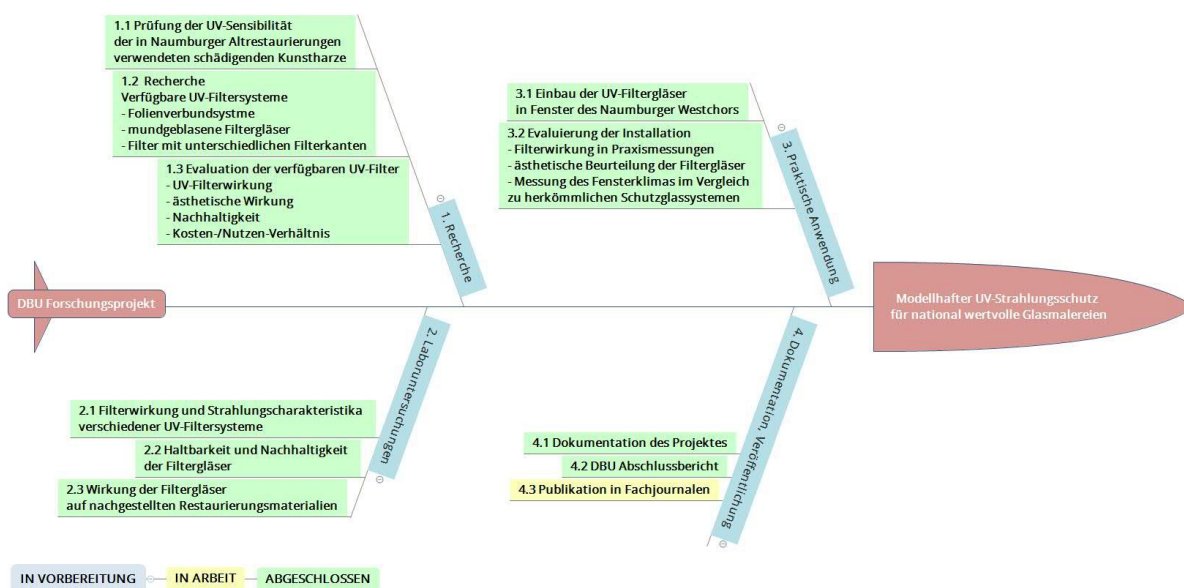 1.1 Prüfung der UV-Sensibilität
der in Naumburger Altrestaurierungen
verwendeten schädigenden Kunstharze
1.2 Recherche
Verfügbare UV-Filtersysteme
- Folienverbundsystme
- mundgeblasene Filtergläser
- Filter mit unterschiedlichen Filterkanten
1.3 Evaluation der verfügbaren UV-Filter
- UV-Filterwirkung
- ästhetische Wirkung
- Nachhaltigkeit
- Kosten-/Nutzen-Verhältnis
1. Recherche
3.1 Einbau der UV-Filtergläser
in Fenster des Naumburger Westchors
3.2 Evaluierung der Installation
- Filterwirkung in Praxismessungen
- ästhetische Beurteilung der Filtergläser
- Messung des Fensterklimas im Vergleich
zu herkömmlichen Schutzglassystemen
3. Praktische Anwendung
DBU Forschungsprojekt
Modellhafter UV-Strahlungsschutz
für national wertvolle Glasmalereien
2. Laboruntersuchungen
2.1 Filterwirkung und Strahlungscharakteristika
verschiedener UV-Filtersysteme
2.2 Haltbarkeit und Nachhaltigkeit
der Filtergläser
2.3 Wirkung der Filtergläser
auf nachgestellten Restaurierungsmaterialien
4. Dokumentation, Veröffentlichung
4.1 Dokumentation des Projektes
4.2 DBU Abschlussbericht
4.3 Publikation in Fachjournalen
IN VORBEREITUNG
IN ARBEIT
ABGESCHLOSSEN